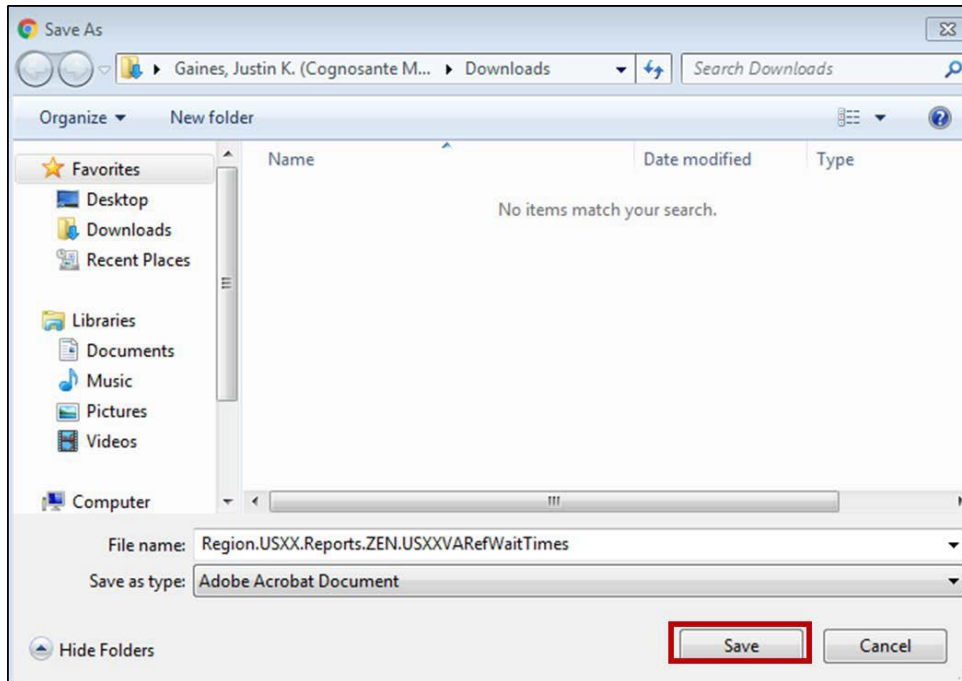 Save As
Gaines, Justin K. (Cognosante M... Downloads Search Downloads
Organize New folder
Name Date modified Type
No items match your search.
Favorites
Desktop
Downloads
Recent Places
Libraries
Documents
Music
Pictures
Videos
Computer
File name: Region.USXX.Reports.ZEN.USXXVARefWaitTimes
Save as type: Adobe Acrobat Document
Hide Folders Save Cancel